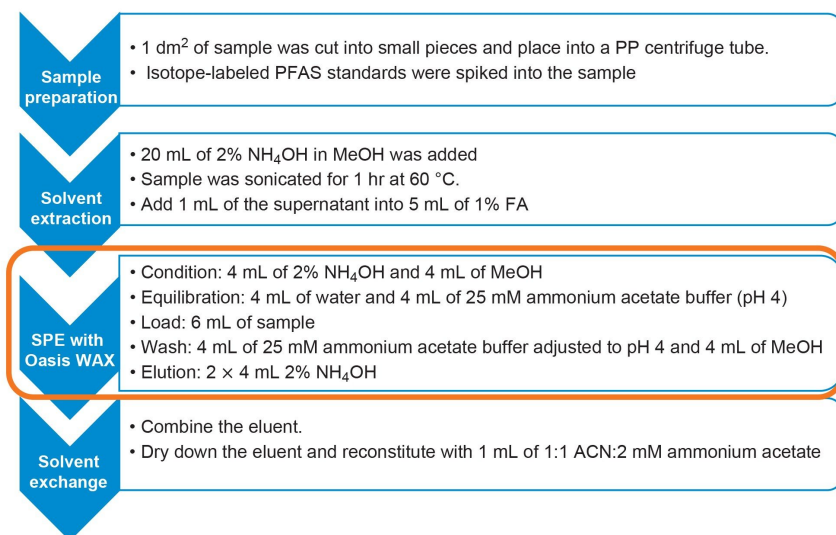 Sample
preparation
• 1 dm² of sample was cut into small pieces and place into a PP centrifuge tube.
• Isotope-labeled PFAS standards were spiked into the sample
Solvent
extraction
• 20 mL of 2% NH₄OH in MeOH was added
• Sample was sonicated for 1 hr at 60 °C.
• Add 1 mL of the supernatant into 5 mL of 1% FA
SPE with
Oasis WAX
• Condition: 4 mL of 2% NH₄OH and 4 mL of MeOH
• Equilibration: 4 mL of water and 4 mL of 25 mM ammonium acetate buffer (pH 4)
• Load: 6 mL of sample
• Wash: 4 mL of 25 mM ammonium acetate buffer adjusted to pH 4 and 4 mL of MeOH
• Elution: 2 × 4 mL 2% NH₄OH
Solvent
exchange
• Combine the eluent.
• Dry down the eluent and reconstitute with 1 mL of 1:1 ACN:2 mM ammonium acetate